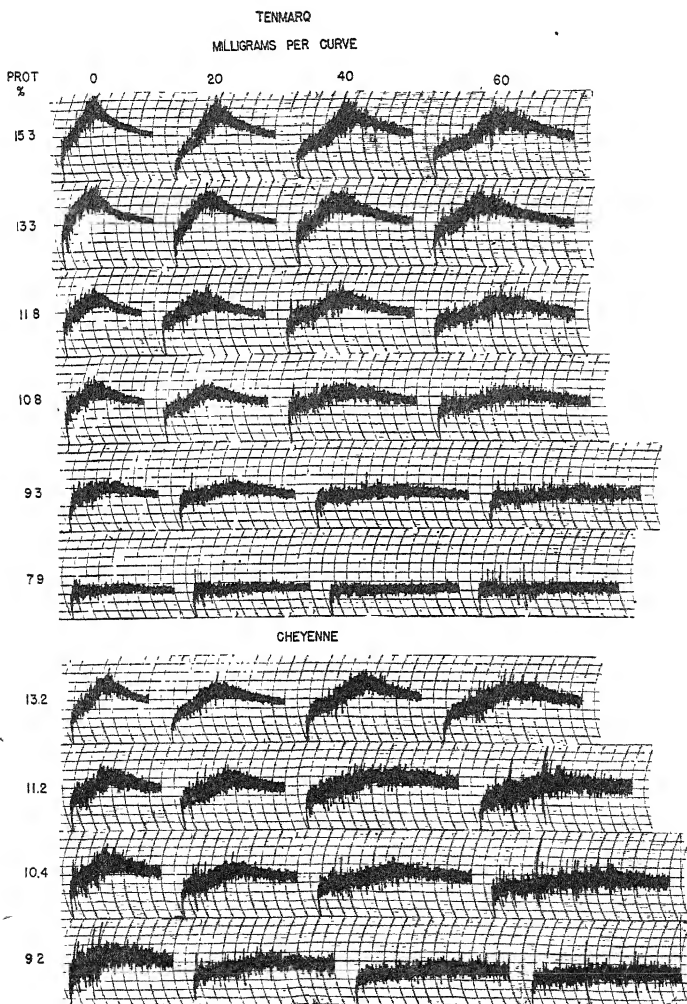 TENMARQ
MILLIGRAMS PER CURVE
PROT
%
0 20 40 60
15 3
13 3
11 8
10 8
9 3
7 9
CHEYENNE
13.2
11.2
10.4
9 2